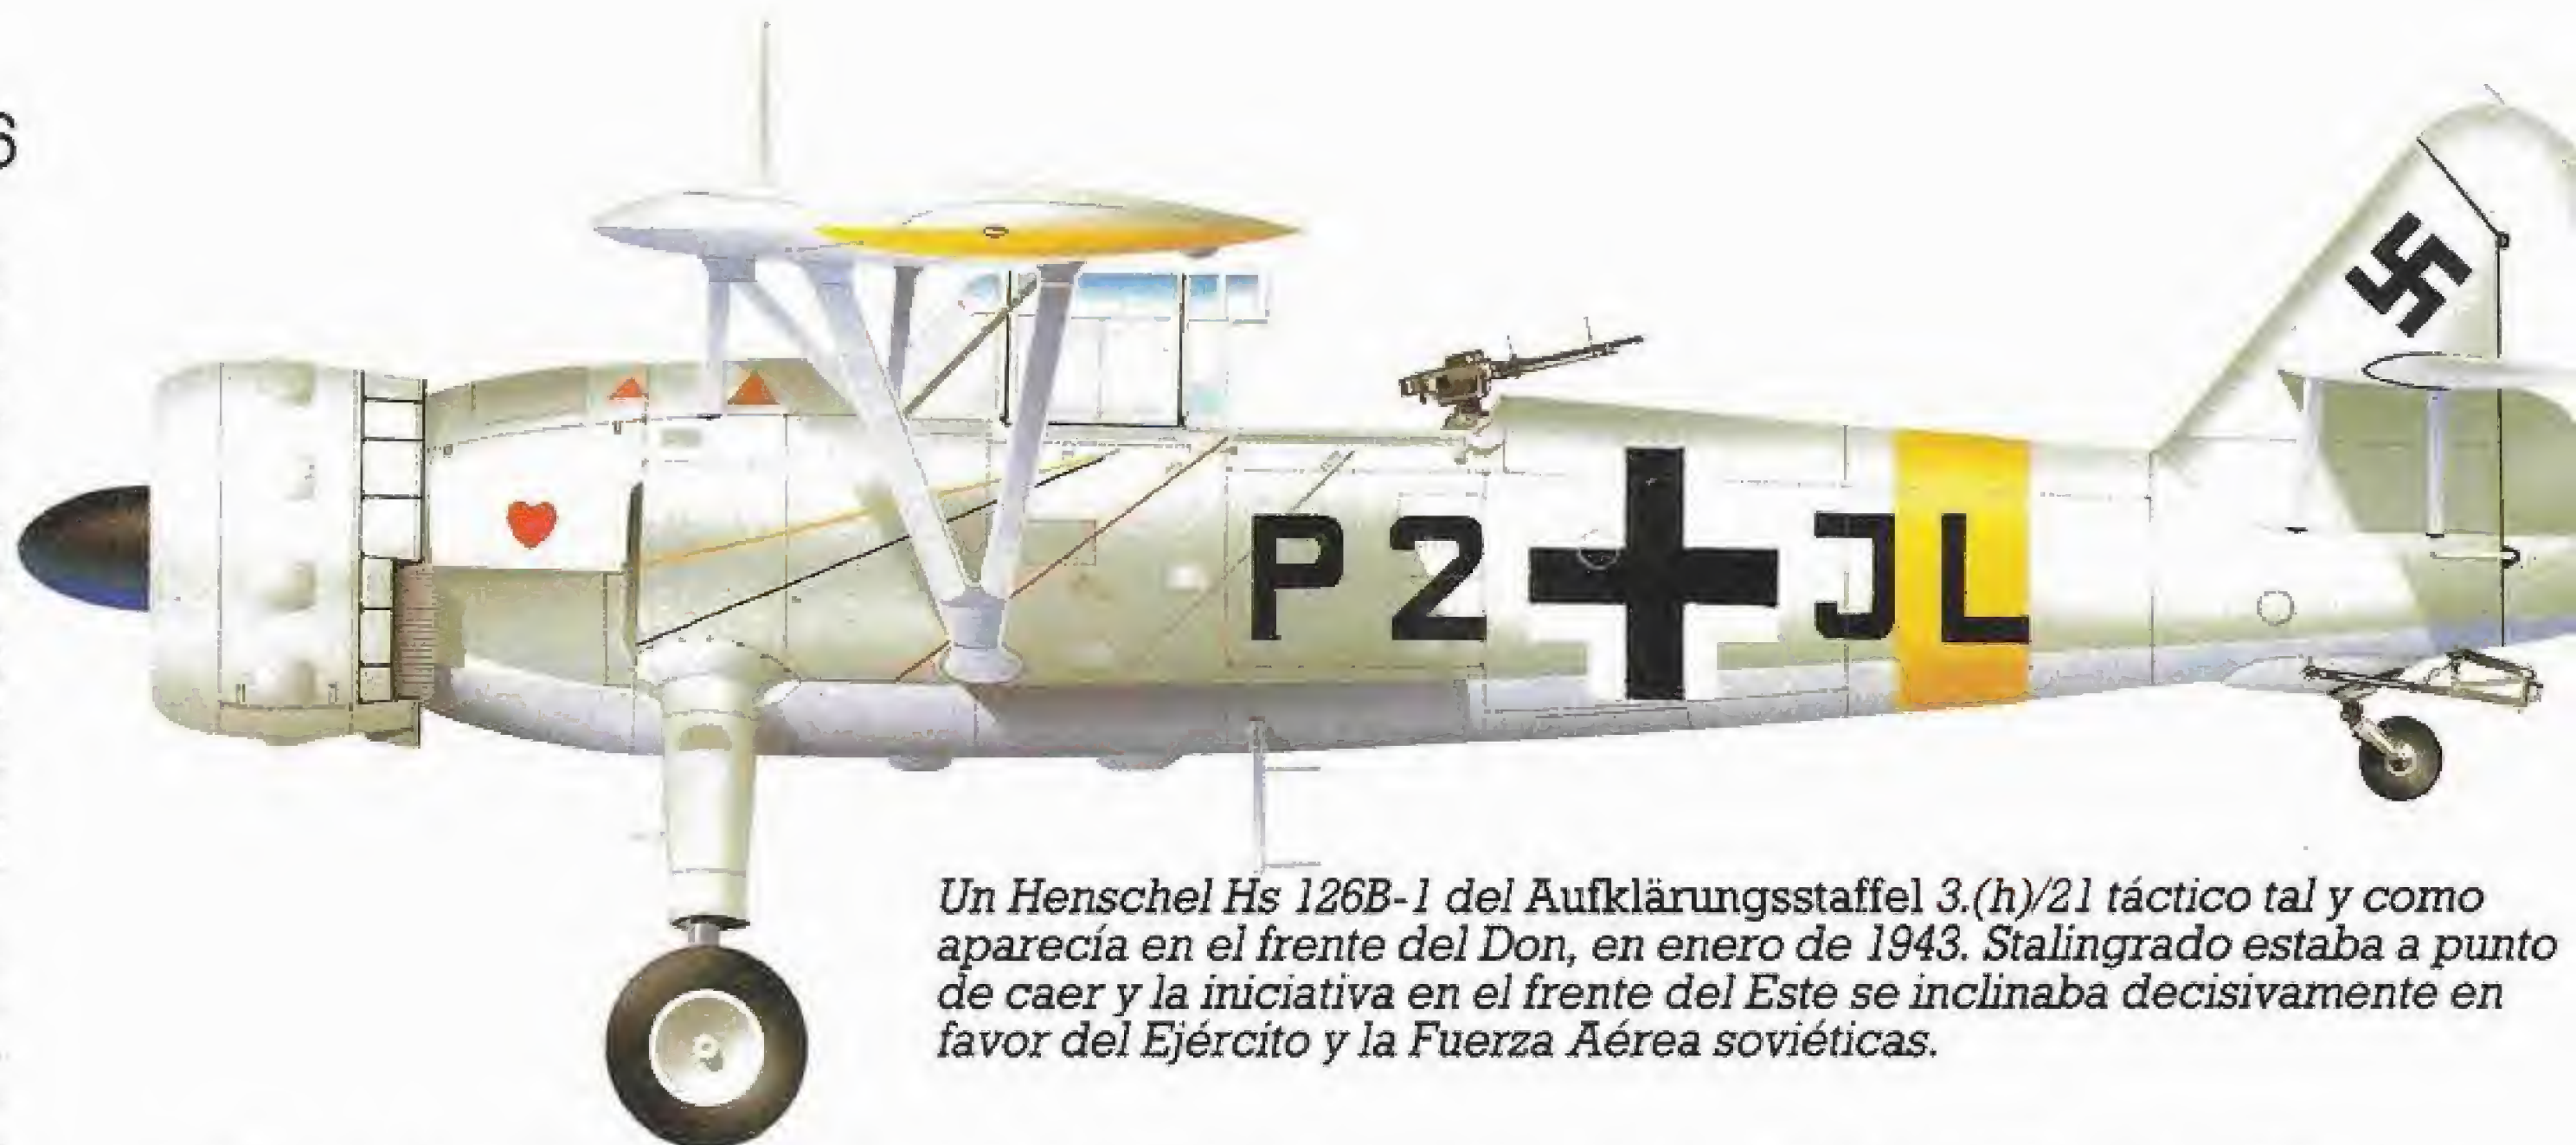 6
P2 JL
Un Henschel Hs 126B-1 del Aufklärungsstaffel 3.(h)/21 táctico tal y como
aparecía en el frente del Don, en enero de 1943. Stalingrado estaba a punto
de caer y la iniciativa en el frente del Este se inclinaba decisivamente en
favor del Ejército y la Fuerza Aérea soviéticas.